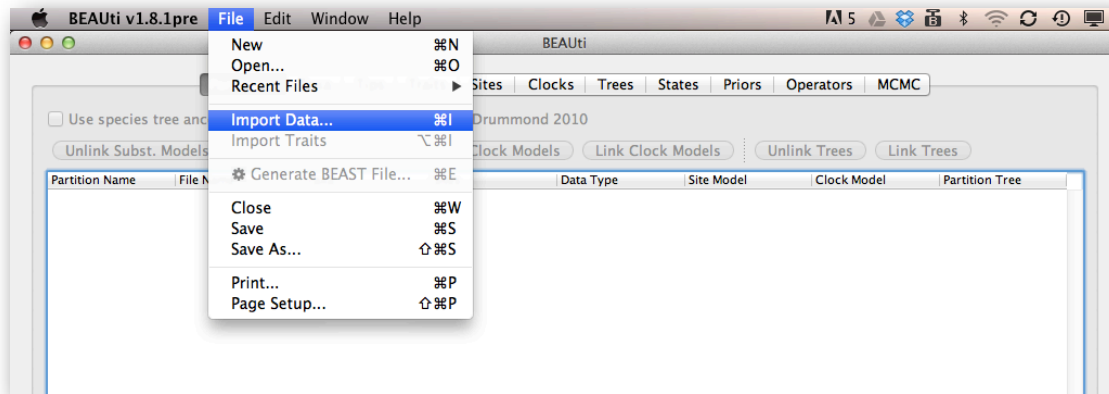 BEAUti v1.8.1pre File Edit Window Help 5
BEAUti
New ⌘N
Open... ⌘O
Recent Files ▶
Sites Clocks Trees States Priors Operators MCMC
Use species tree anc Drummond 2010
Import Data... ⌘I
Import Traits ⌥⌘I
Unlink Subst. Models Clock Models Link Clock Models Unlink Trees Link Trees
Generate BEAST File... ⌘E
Partition Name File N Data Type Site Model Clock Model Partition Tree
Close ⌘W
Save ⌘S
Save As... ⇧⌘S
Print... ⌘P
Page Setup... ⇧⌘P